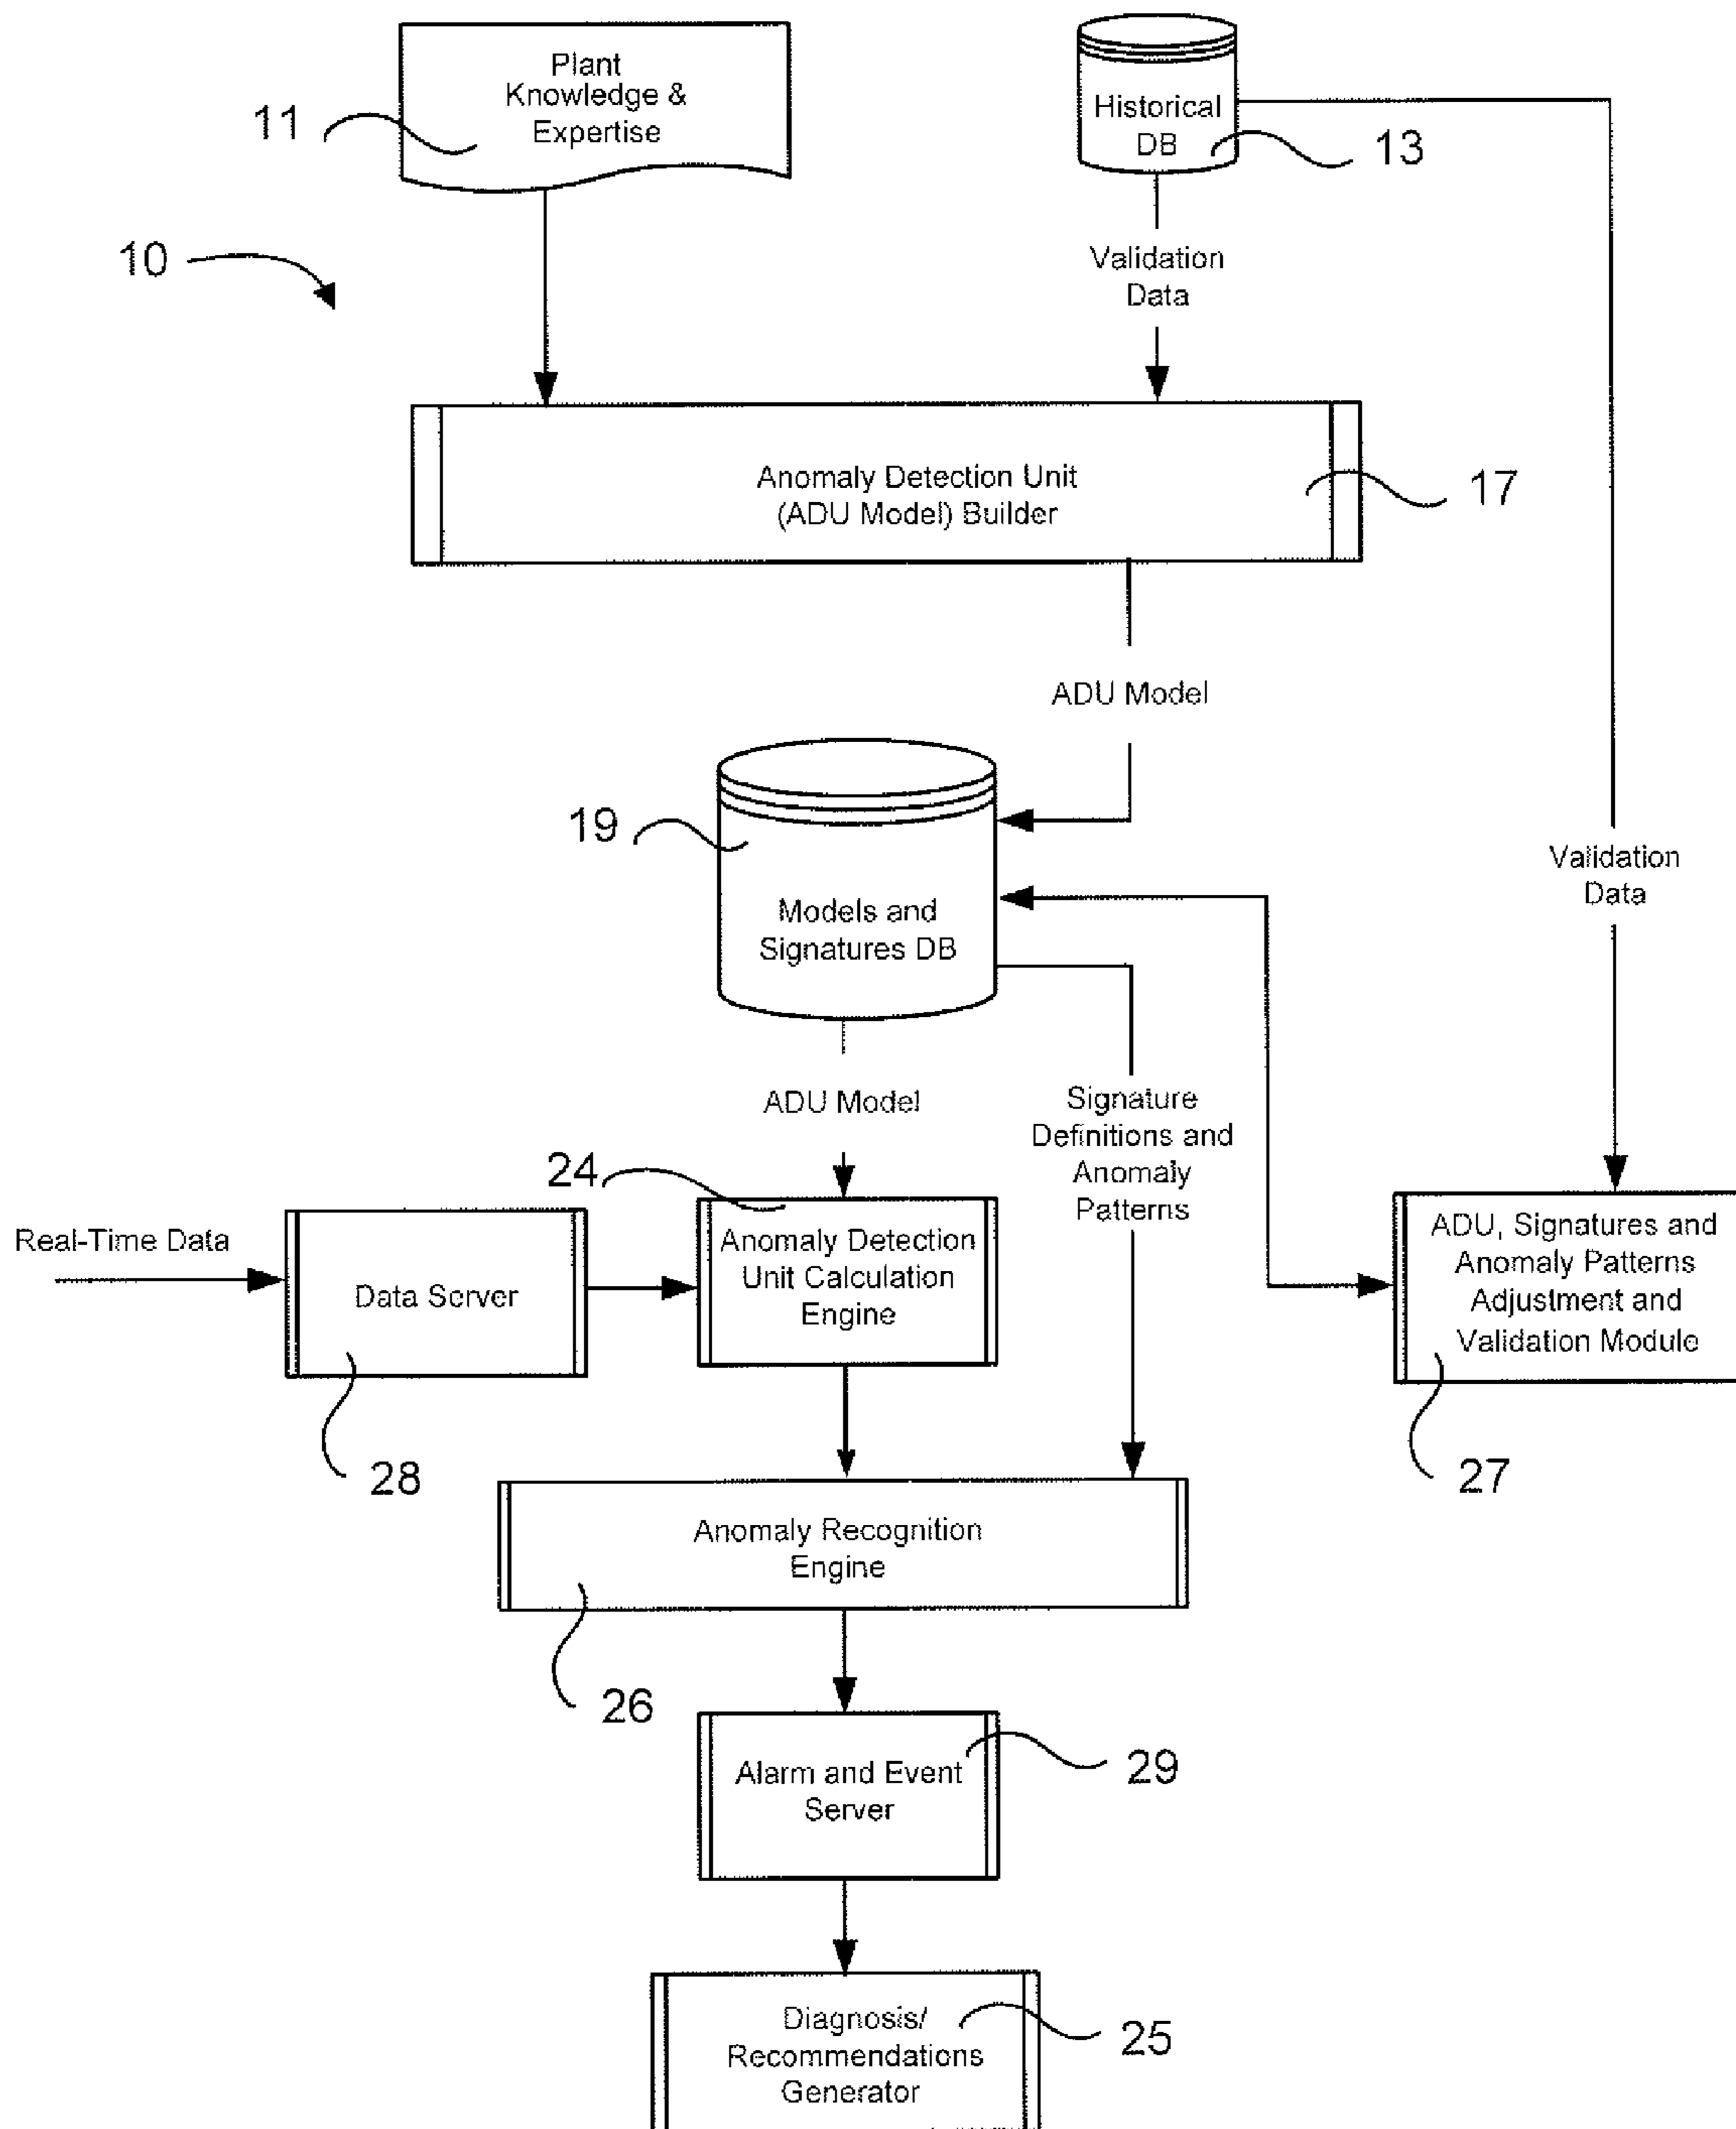 Plant
Knowledge &
Expertise
11
Historical
DB
13
10
Validation
Data
Anomaly Detection Unit
(ADU Model) Builder
17
ADU Model
19
Models and
Signatures DB
Validation
Data
ADU Model
Signature
Definitions and
Anomaly
Patterns
24
Real-Time Data
Data Server
28
Anomaly Detection
Unit Calculation
Engine
ADU, Signatures and
Anomaly Patterns
Adjustment and
Validation Module
27
Anomaly Recognition
Engine
26
Alarm and Event
Server
29
Diagnosis/
Recommendations
Generator
25